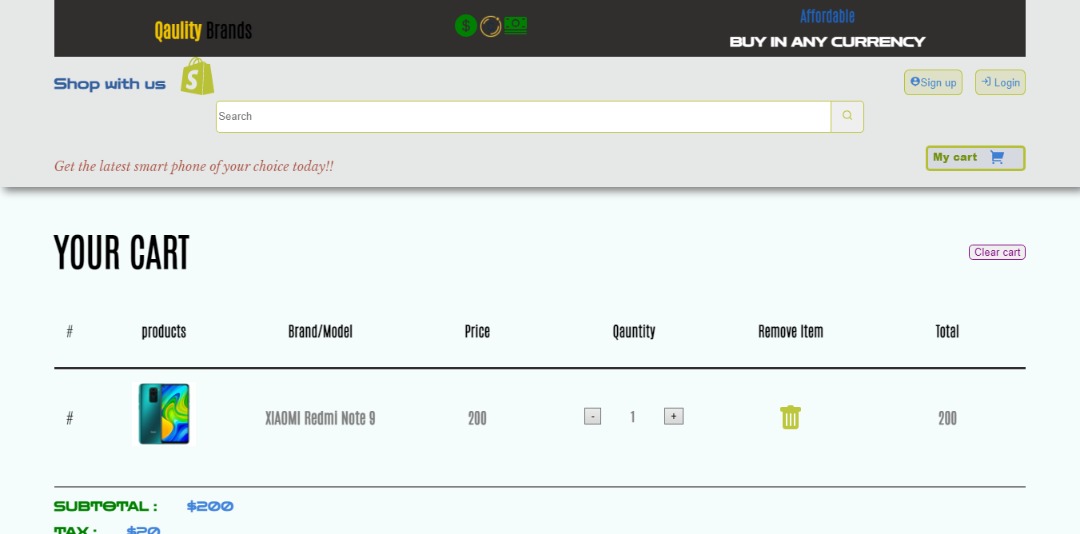 Qaulity Brands
Affordable
BUY IN ANY CURRENCY
Shop with us
Sign up
Login
Search
Get the latest smart phone of your choice today!!
My cart
YOUR CART
Clear cart
# products Brand/Model Price Qauntity Remove Item Total
# XIAOMI Redmi Note 9 200 - 1 + 200
SUBTOTAL : $200
TAX : $20